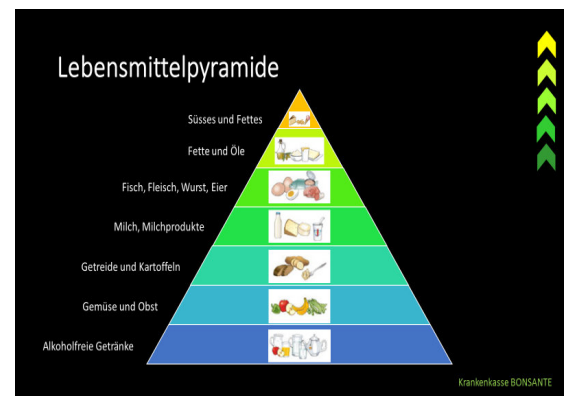 Lebensmittelpyramide
Süsses und Fettes
Fette und Öle
Fisch, Fleisch, Wurst, Eier
Milch, Milchprodukte
Getreide und Kartoffeln
Gemüse und Obst
Alkoholfreie Getränke
Krankenkasse BONSANTE